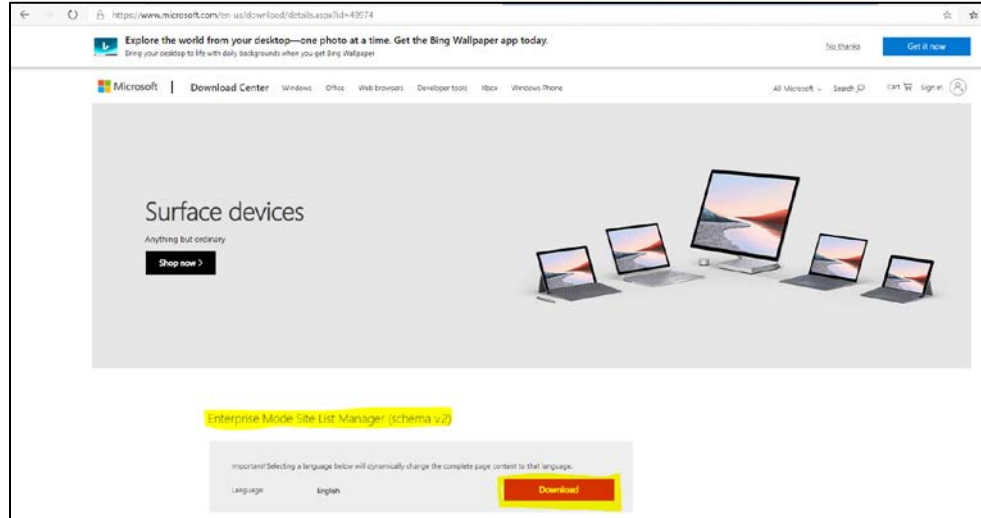 https://www.microsoft.com/en-us/download/details.aspx?id=49974
Explore the world from your desktop—one photo at a time. Get the Bing Wallpaper app today.
Bring your desktop to life with daily backgrounds when you get Bing Wallpaper
No thanks
Get it now
Microsoft
Download Center Windows Office Web browsers Developer tools Xbox Windows Phone
All Microsoft Search Cart Sign in
Surface devices
Anything but ordinary
Shop now >
Enterprise Mode Site List Manager (schema v2)
Important! Selecting a language below will dynamically change the complete page content to that language.
Language: English Download